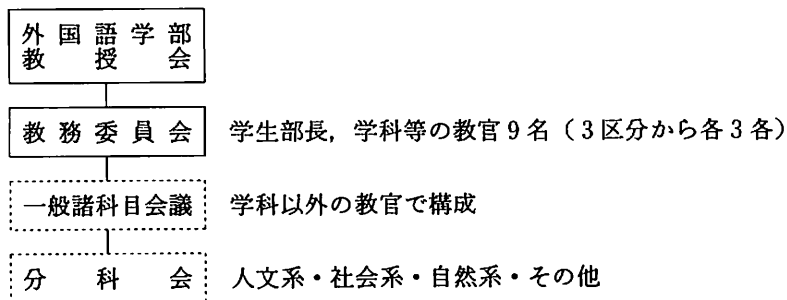 外国語学部
教授会
教務委員会 学生部長，学科等の教官9名（3区分から各3各）
一般諸科目会議 学科以外の教官で構成
分科会 人文系・社会系・自然系・その他